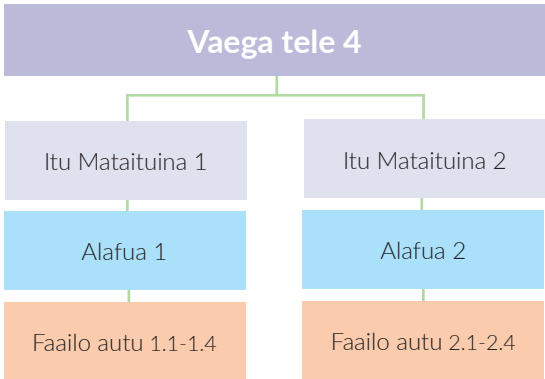 Vaega tele 4
Itu Mataituina 1
Itu Mataituina 2
Alafua 1
Alafua 2
Faailo autu 1.1-1.4
Faailo autu 2.1-2.4